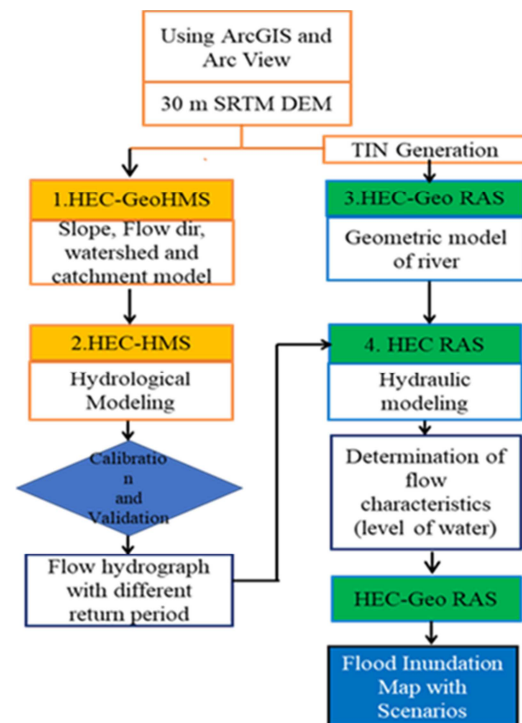 Using ArcGIS and
Arc View
30 m SRTM DEM
TIN Generation
1.HEC-GeoHMS
Slope, Flow dir,
watershed and
catchment model
2.HEC-HMS
Hydrological
Modeling
Calibratio
n
and
Validation
Flow hydrograph
with different
return period
3.HEC-Geo RAS
Geometric model
of river
4. HEC RAS
Hydraulic
modeling
Determination of
flow
characteristics
(level of water)
HEC-Geo RAS
Flood Inundation
Map with
Scenarios